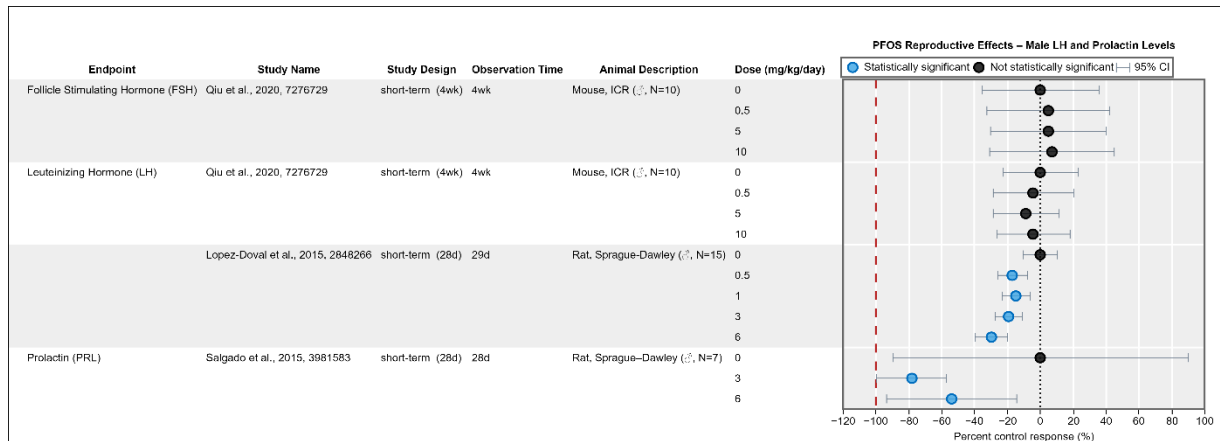 PFOS Reproductive Effects – Male LH and Prolactin Levels
Endpoint Study Name Study Design Observation Time Animal Description Dose (mg/kg/day) Statistically significant Not statistically significant 95% CI
Follicle Stimulating Hormone (FSH) Qiu et al., 2020, 7276729 short-term (4wk) 4wk Mouse, ICR (♂, N=10) 0
0.5
5
10
Leuteinizing Hormone (LH) Qiu et al., 2020, 7276729 short-term (4wk) 4wk Mouse, ICR (♂, N=10) 0
0.5
5
10
Lopez-Doval et al., 2015, 2848266 short-term (28d) 29d Rat, Sprague-Dawley (♂, N=15) 0
0.5
1
3
6
Prolactin (PRL) Salgado et al., 2015, 3981583 short-term (28d) 28d Rat, Sprague–Dawley (♂, N=7) 0
3
6
−120 −100 −80 −60 −40 −20 0 20 40 60 80 100
Percent control response (%)